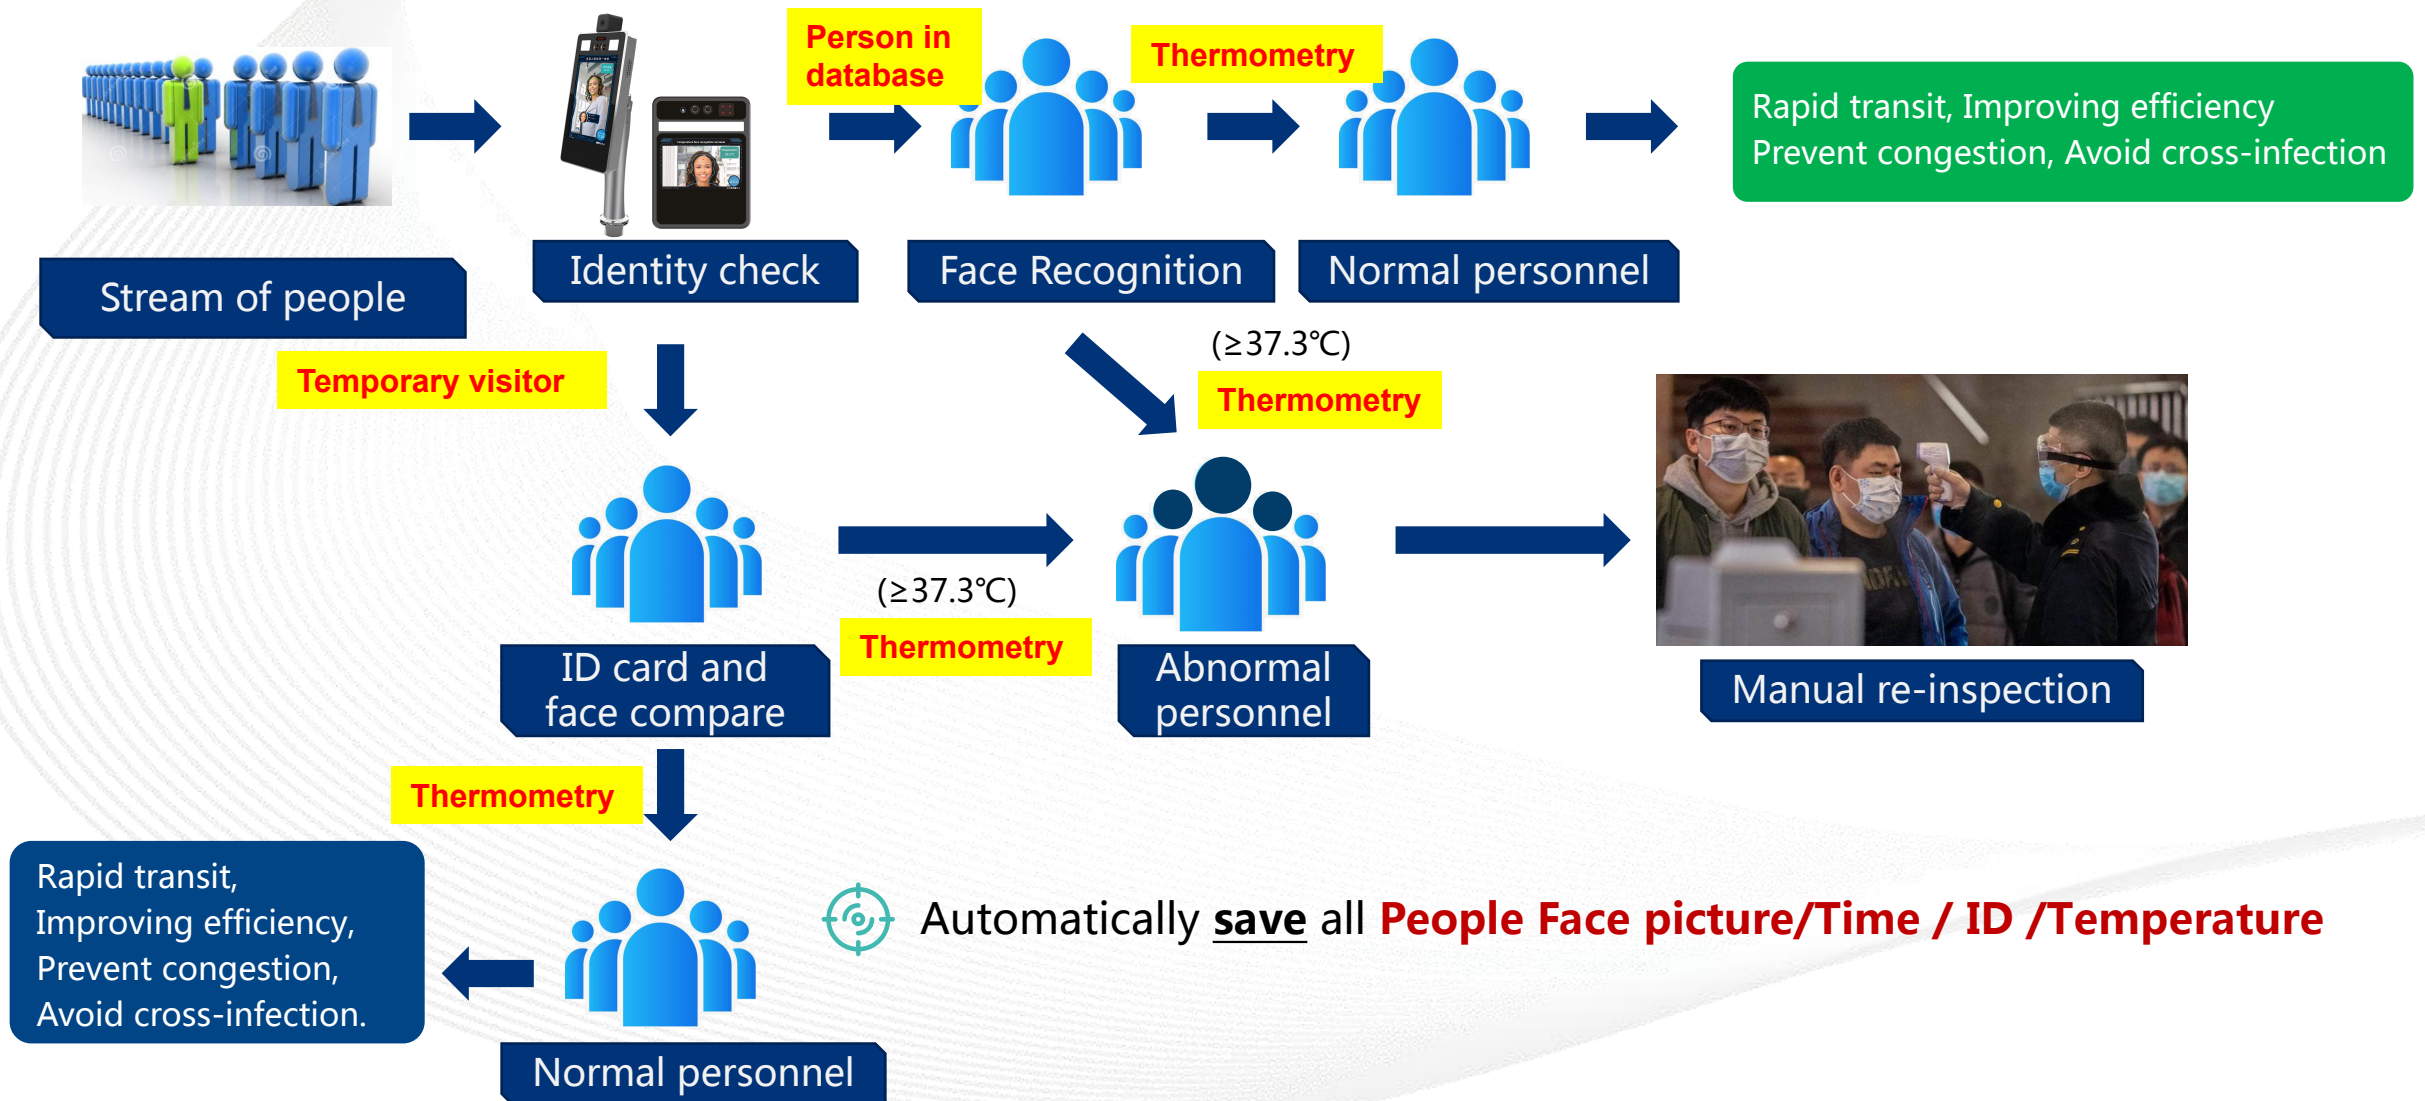 Person in
database
Thermometry
Rapid transit, Improving efficiency
Prevent congestion, Avoid cross-infection
Stream of people
Identity check
Face Recognition
Normal personnel
Temporary visitor
(≥37.3℃)
Thermometry
(≥37.3℃)
Thermometry
ID card and
face compare
Abnormal
personnel
Manual re-inspection
Thermometry
Rapid transit,
Improving efficiency,
Prevent congestion,
Avoid cross-infection.
Automatically save all People Face picture/Time / ID /Temperature
Normal personnel